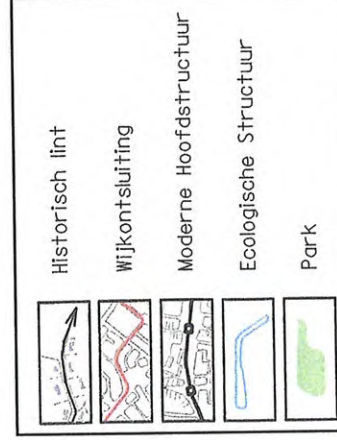 Historisch lint
Wijkontsluiting
Moderne Hoofdstructuur
Ecologische Structuur
Park